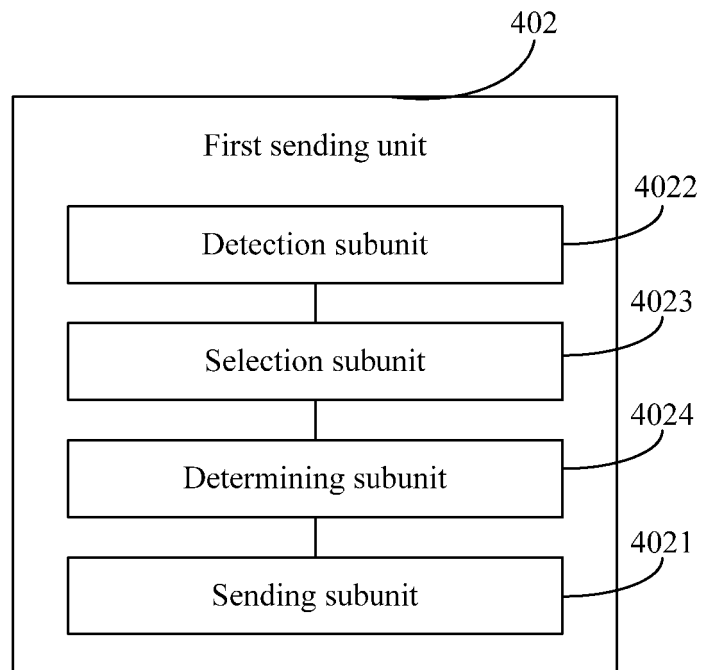 402
First sending unit
4022
Detection subunit
4023
Selection subunit
4024
Determining subunit
4021
Sending subunit